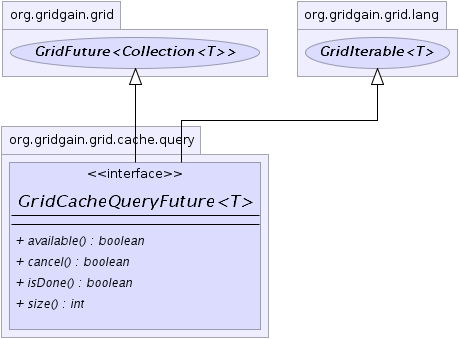 org.gridgain.grid
org.gridgain.grid.lang
GridFuture<Collection<T>>
GridIterable<T>
org.gridgain.grid.cache.query
<<interface>>
GridCacheQueryFuture<T>
+ available() : boolean
+ cancel() : boolean
+ isDone() : boolean
+ size() : int